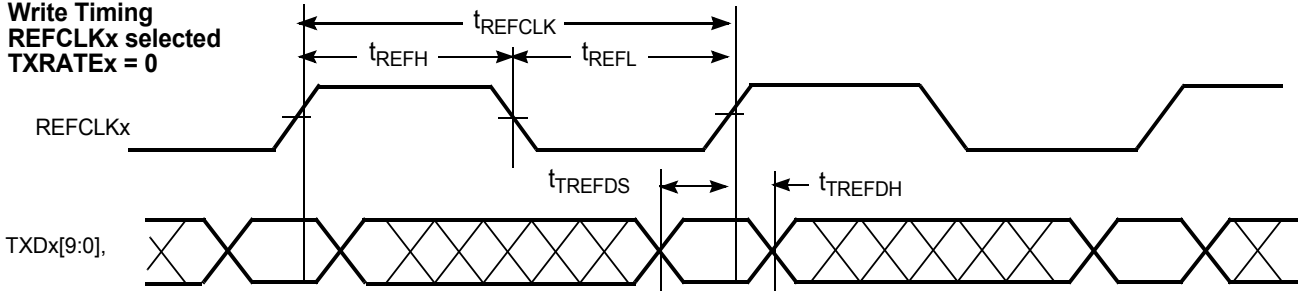 Write Timing
REFCLKx selected
TXRATEx = 0
tREFCLK
tREFH
tREFL
REFCLKx
tTREFDS
tTREFDH
TXDx[9:0],